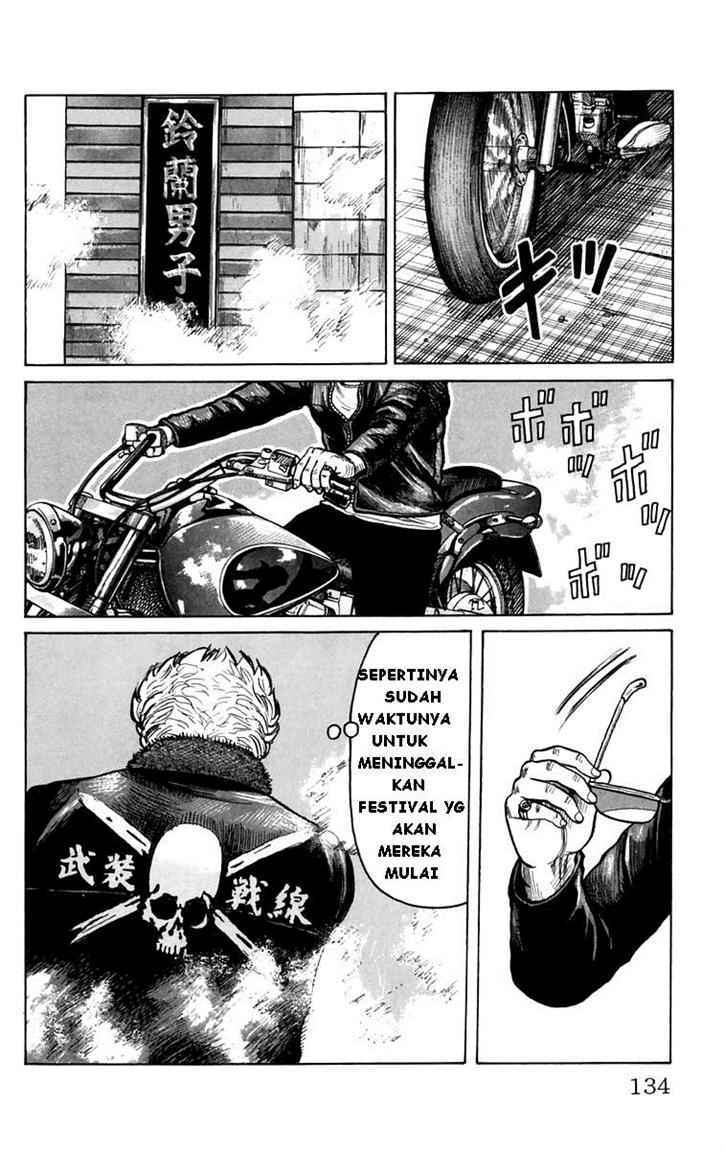 鈴蘭男子
キッ
ボボッ
ボッ
ボッ
SEPERTINYA
SUDAH
WAKTUNYA
UNTUK
MENINGGAL-
KAN
FESTIVAL YG
AKAN
MEREKA
MULAI
武装戦線
134